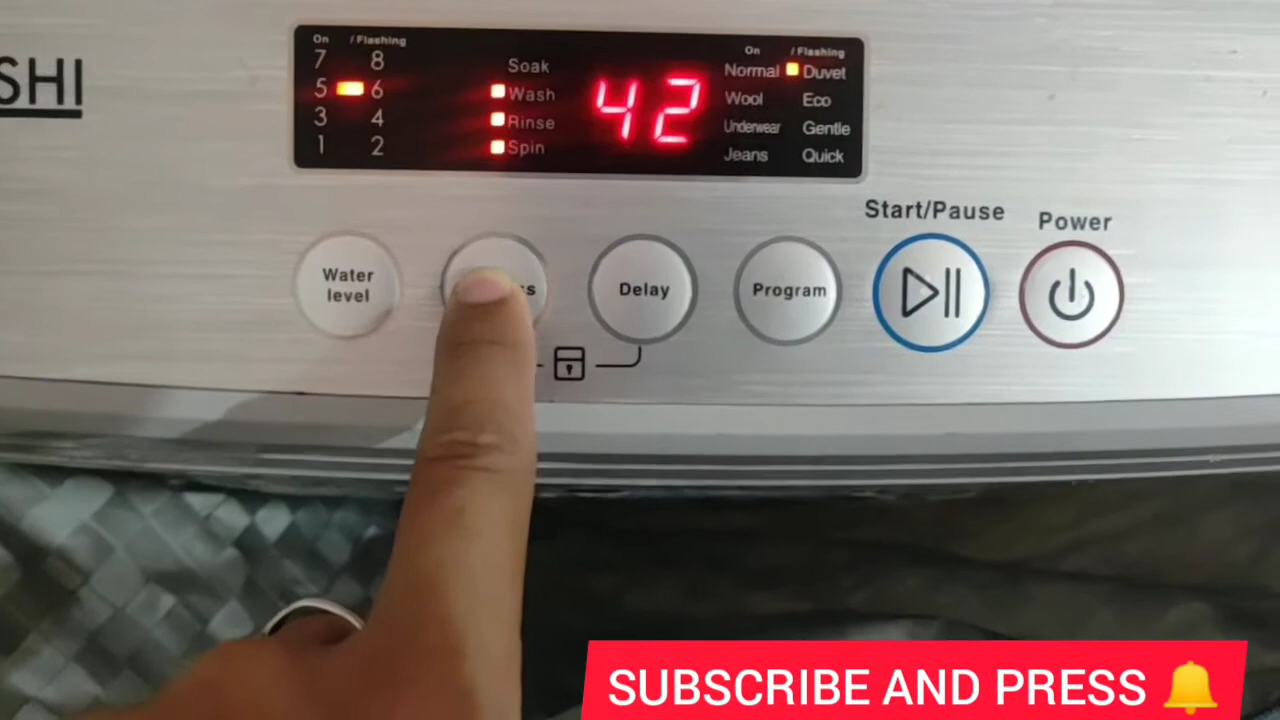 SHI
On / Flashing
7 8
5 6
3 4
1 2
Soak
Wash
Rinse
Spin
42
On / Flashing
Normal Duvet
Wool Eco
Underwear Gentle
Jeans Quick
Water
level
Delay
Program
Start/Pause
Power
SUBSCRIBE AND PRESS